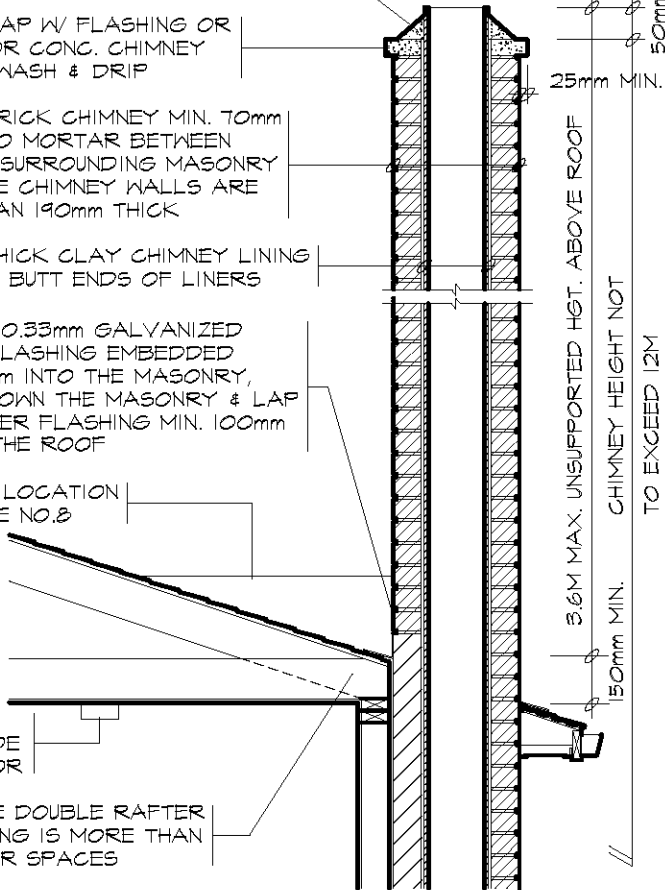 AP W/ FLASHING OR
OR CONC. CHIMNEY
WASH & DRIP
RICK CHIMNEY MIN. 70mm
O MORTAR BETWEEN
SURROUNDING MASONRY
E CHIMNEY WALLS ARE
AN 190mm THICK
HICK CLAY CHIMNEY LINING
BUTT ENDS OF LINERS
0.33mm GALVANIZED
LASHING EMBEDDED
m INTO THE MASONRY,
OWN THE MASONRY & LAP
ER FLASHING MIN. 100mm
THE ROOF
LOCATION
E NO.8
DE
OR
E DOUBLE RAFTER
NG IS MORE THAN
R SPACES
50mm
25mm MIN.
3.6M MAX. UNSUPPORTED HGT. ABOVE ROOF
150mm MIN.
CHIMNEY HEIGHT NOT
TO EXCEED 12M